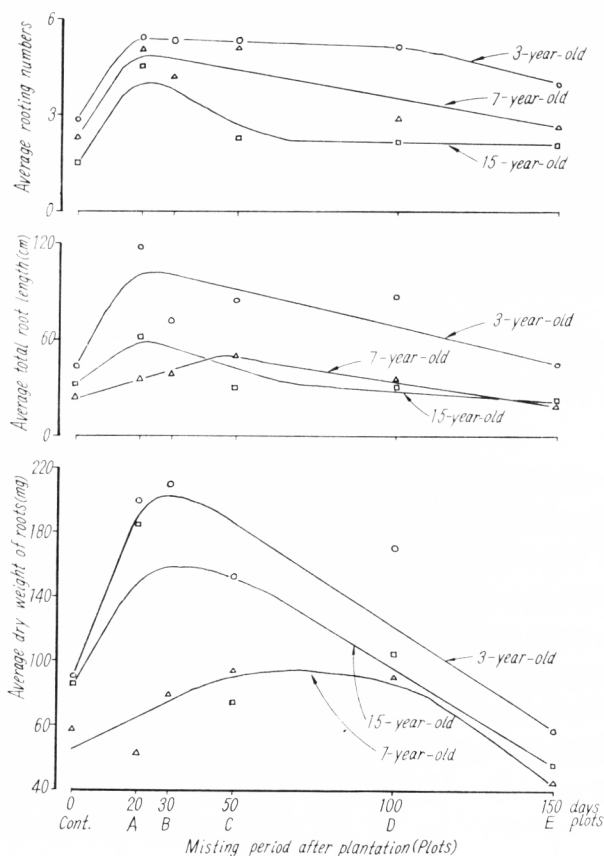 Average rooting numbers
6
3
0
3-year-old
7-year-old
15-year-old
Average total root length(cm)
120
60
0
3-year-old
7-year-old
15-year-old
Average dry weight of roots(mg)
220
180
140
100
60
40
3-year-old
15-year-old
7-year-old
0 20 30 50 100 150 days
Cont. A B C D E plots
Misting period after plantation(Plots)